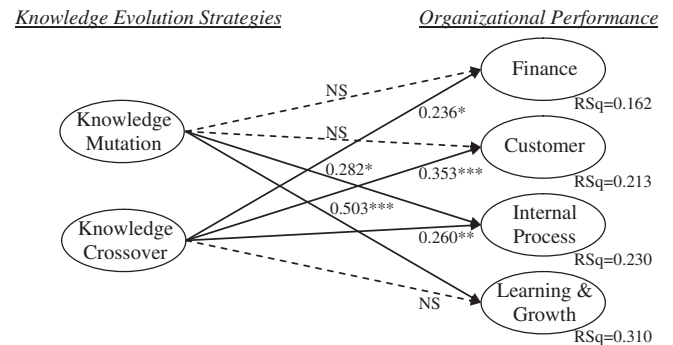 Knowledge Evolution Strategies
Organizational Performance
Finance
RSq=0.162
NS
Knowledge
Mutation
0.236*
NS
Customer
RSq=0.213
0.282*
0.353***
0.503***
Internal
Process
RSq=0.230
Knowledge
Crossover
0.260**
NS
Learning &
Growth
RSq=0.310